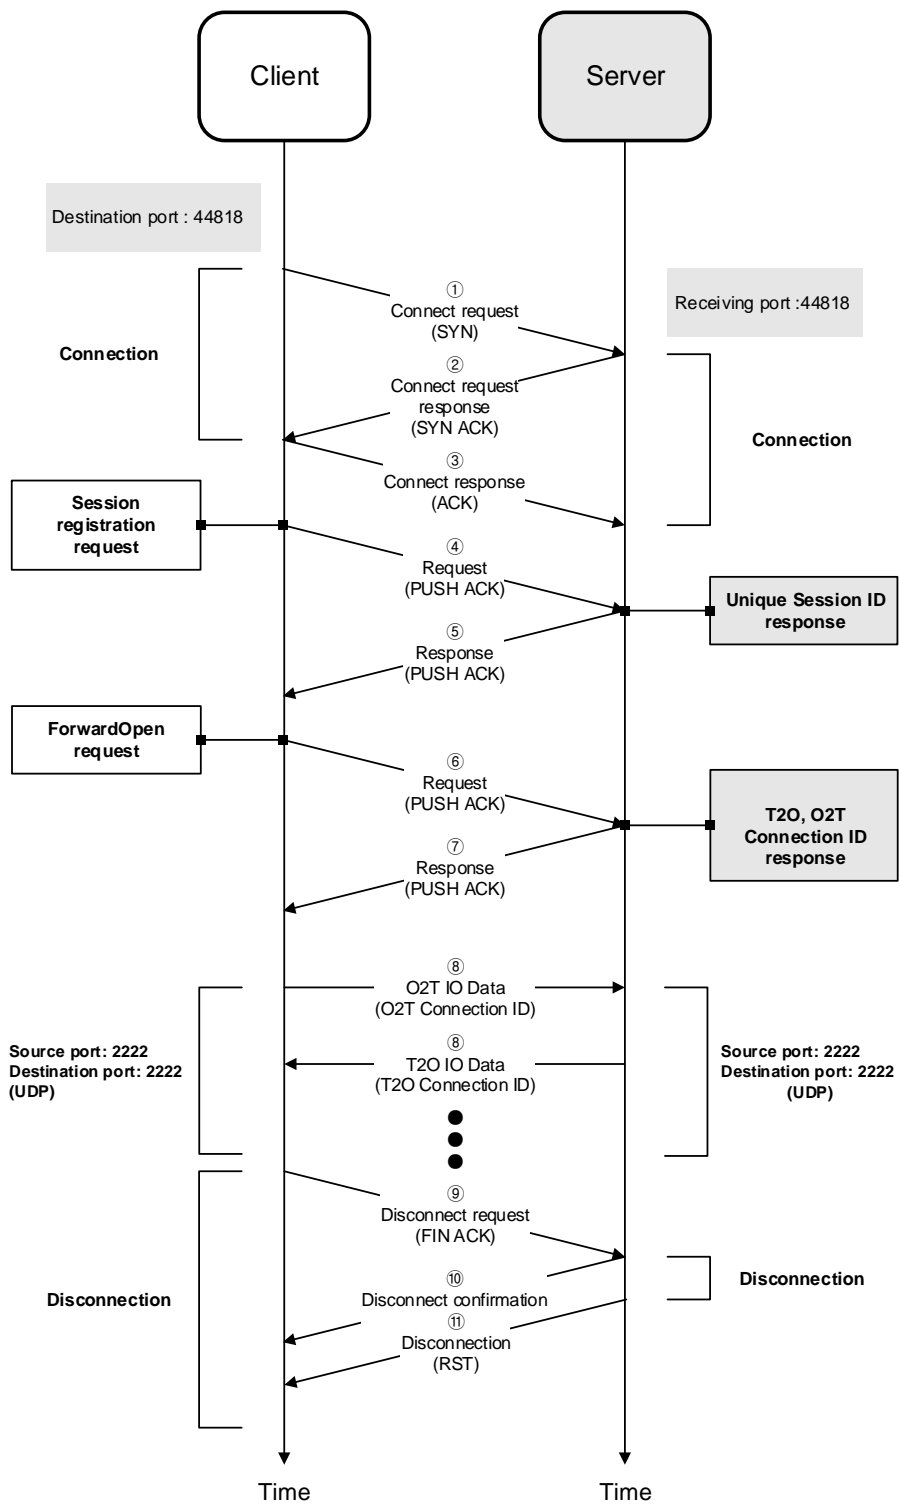 Client
Server
Destination port : 44818
Receiving port :44818
①
Connect request
(SYN)
Connection
②
Connect request
response
(SYN ACK)
Connection
③
Connect response
(ACK)
Session
registration
request
④
Request
(PUSH ACK)
Unique Session ID
response
⑤
Response
(PUSH ACK)
ForwardOpen
request
⑥
Request
(PUSH ACK)
T2O, O2T
Connection ID
response
⑦
Response
(PUSH ACK)
⑧
O2T IO Data
(O2T Connection ID)
Source port: 2222
Destination port: 2222
(UDP)
⑧
T2O IO Data
(T2O Connection ID)
Source port: 2222
Destination port: 2222
(UDP)
⑨
Disconnect request
(FIN ACK)
Disconnection
⑩
Disconnect confirmation
Disconnection
⑪
Disconnection
(RST)
Time
Time